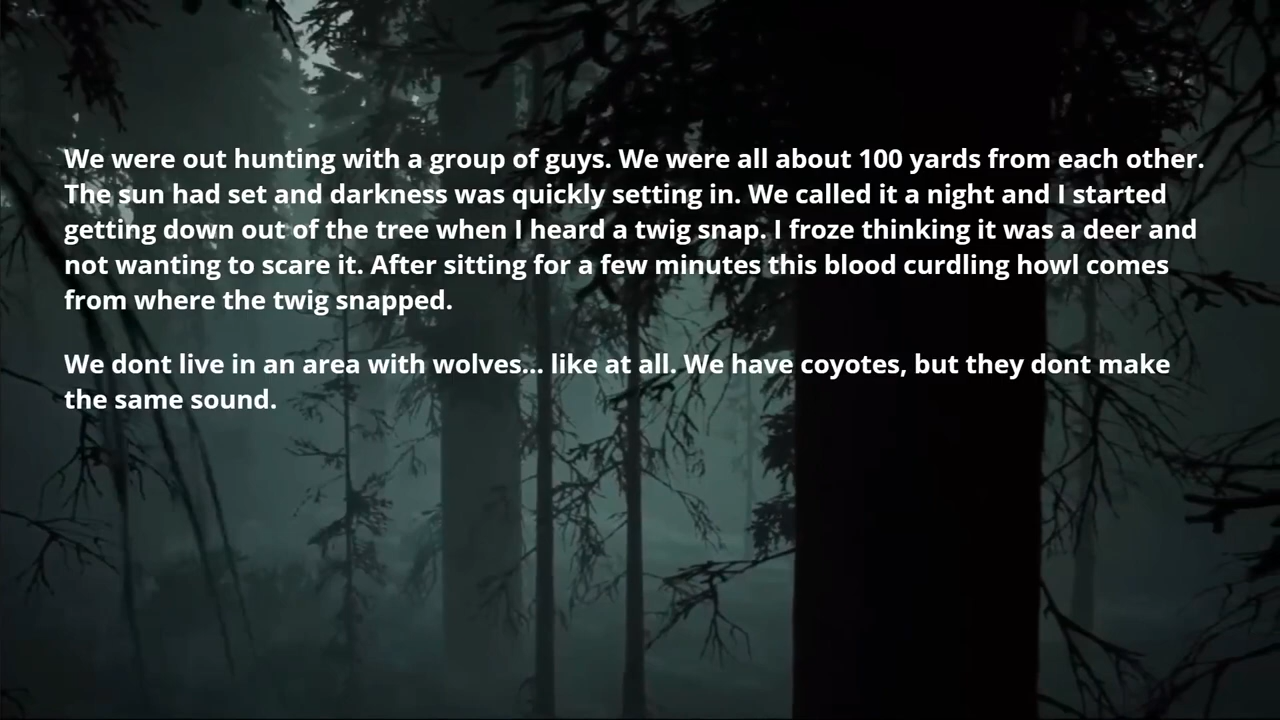 We were out hunting with a group of guys. We were all about 100 yards from each other.
The sun had set and darkness was quickly setting in. We called it a night and I started
getting down out of the tree when I heard a twig snap. I froze thinking it was a deer and
not wanting to scare it. After sitting for a few minutes this blood curdling howl comes
from where the twig snapped.
We dont live in an area with wolves... like at all. We have coyotes, but they dont make
the same sound.